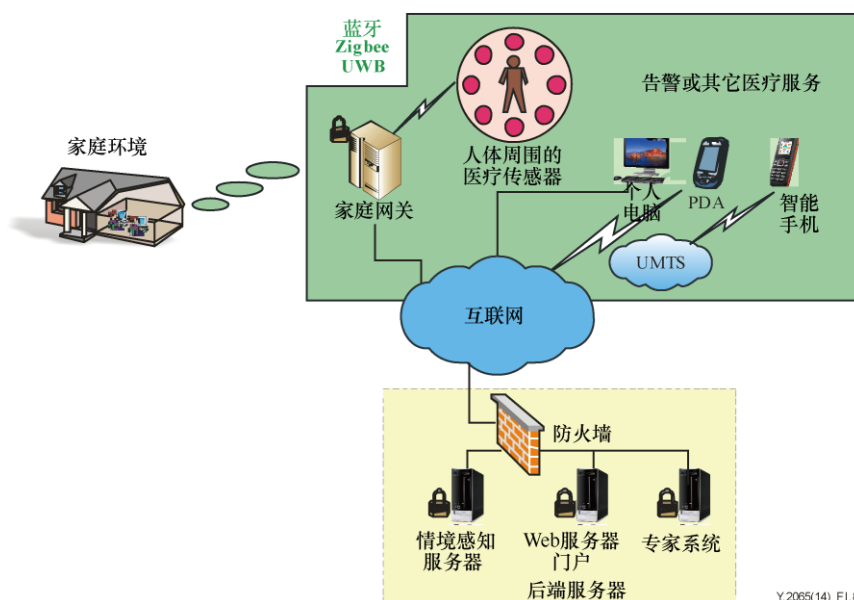 蓝牙
Zigbee
UWB
告警或其它医疗服务
家庭环境
人体周围的
医疗传感器
家庭网关
个人
电脑
PDA
智能
手机
UMTS
互联网
防火墙
情境感知
服务器
Web服务器
门户
专家系统
后端服务器